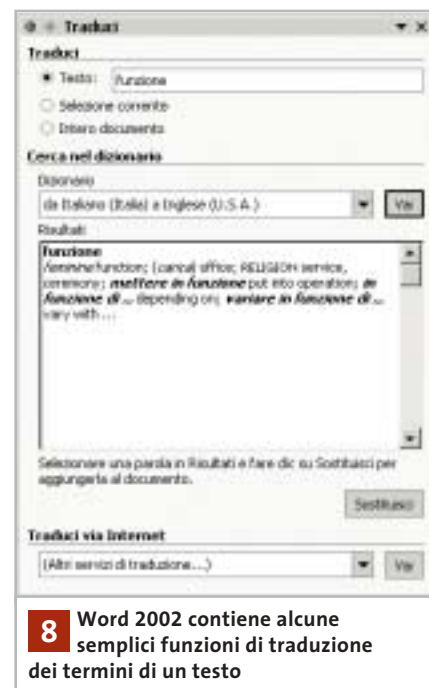 Traduci
Traduci
Testo: funzione
Selezione corrente
Intero documento
Cerca nel dizionario
Dizionario
da Italiano (Italia) a Inglese (U.S.A.) Vai
Risultati
funzione
feminine function; (carica) office; RELIGION service,
ceremony; mettere in funzione put into operation; in
funzione di ... depending on; variare in funzione di ...
vary with ...
Selezionare una parola in Risultati e fare clic su Sostituisci per
aggiungerla al documento.
Sostituisci
Traduci via Internet
(Altri servizi di traduzione...) Vai
8 Word 2002 contiene alcune
semplici funzioni di traduzione
dei termini di un testo